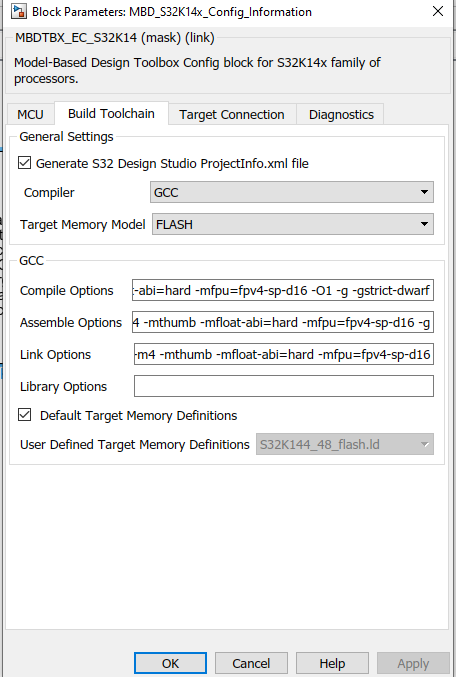 Block Parameters: MBD_S32K14x_Config_Information
MBDTBX_EC_S32K14 (mask) (link)
Model-Based Design Toolbox Config block for S32K14x family of
processors.
MCU Build Toolchain Target Connection Diagnostics
General Settings
Generate S32 Design Studio ProjectInfo.xml file
Compiler GCC
Target Memory Model FLASH
GCC
Compile Options -abi=hard -mfpu=fpv4-sp-d16 -O1 -g -gstrict-dwarf
Assemble Options 4 -mthumb -mfloat-abi=hard -mfpu=fpv4-sp-d16 -g
Link Options -m4 -mthumb -mfloat-abi=hard -mfpu=fpv4-sp-d16
Library Options
Default Target Memory Definitions
User Defined Target Memory Definitions S32K144_48_flash.ld
OK Cancel Help Apply